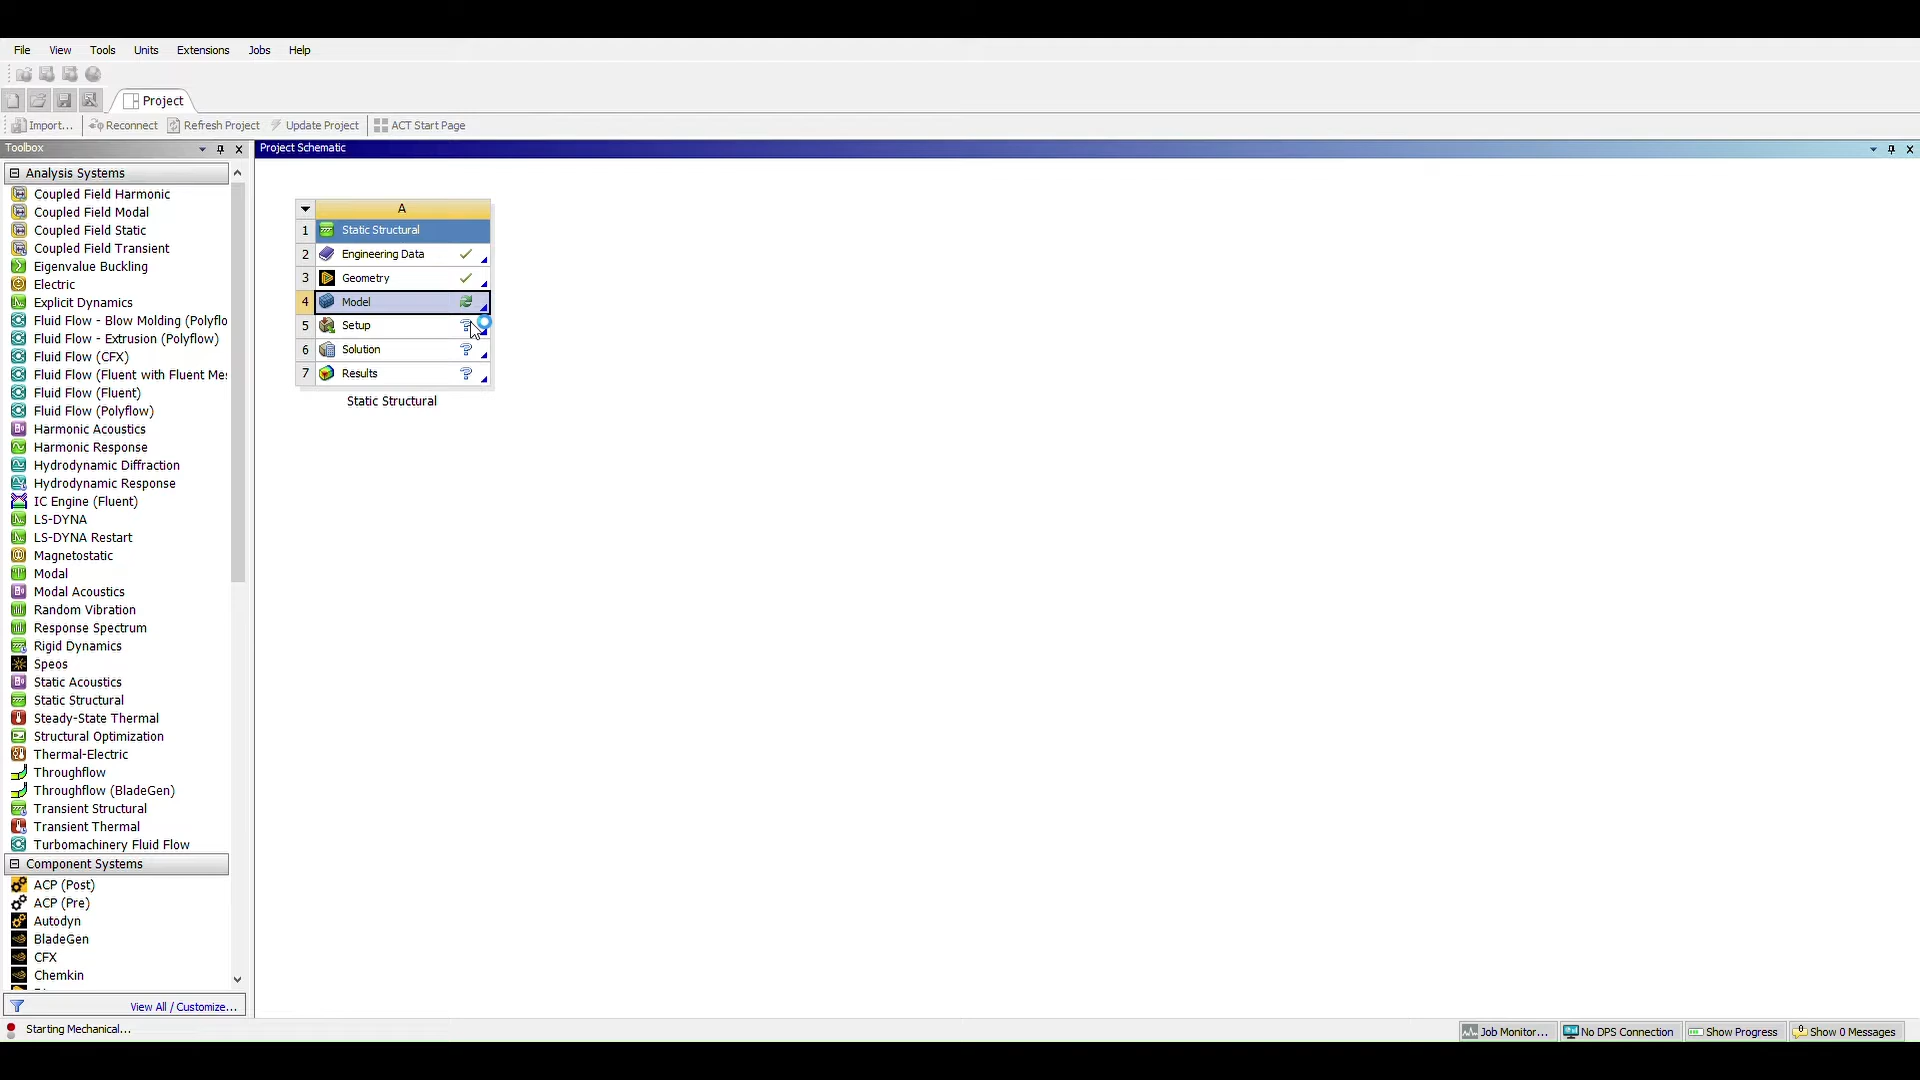 File View Tools Units Extensions Jobs Help
Project
Import... Reconnect Refresh Project Update Project ACT Start Page
Toolbox
Analysis Systems
Coupled Field Harmonic
Coupled Field Modal
Coupled Field Static
Coupled Field Transient
Eigenvalue Buckling
Electric
Explicit Dynamics
Fluid Flow - Blow Molding (Polyflo
Fluid Flow - Extrusion (Polyflow)
Fluid Flow (CFX)
Fluid Flow (Fluent with Fluent Mes
Fluid Flow (Fluent)
Fluid Flow (Polyflow)
Harmonic Acoustics
Harmonic Response
Hydrodynamic Diffraction
Hydrodynamic Response
IC Engine (Fluent)
LS-DYNA
LS-DYNA Restart
Magnetostatic
Modal
Modal Acoustics
Random Vibration
Response Spectrum
Rigid Dynamics
Speos
Static Acoustics
Static Structural
Steady-State Thermal
Structural Optimization
Thermal-Electric
Throughflow
Throughflow (BladeGen)
Transient Structural
Transient Thermal
Turbomachinery Fluid Flow
Component Systems
ACP (Post)
ACP (Pre)
Autodyn
BladeGen
CFX
Chemkin
View All / Customize...
Project Schematic
A
1 Static Structural
2 Engineering Data
3 Geometry
4 Model
5 Setup
6 Solution
7 Results
Static Structural
Starting Mechanical...
Job Monitor... No DPS Connection Show Progress Show 0 Messages